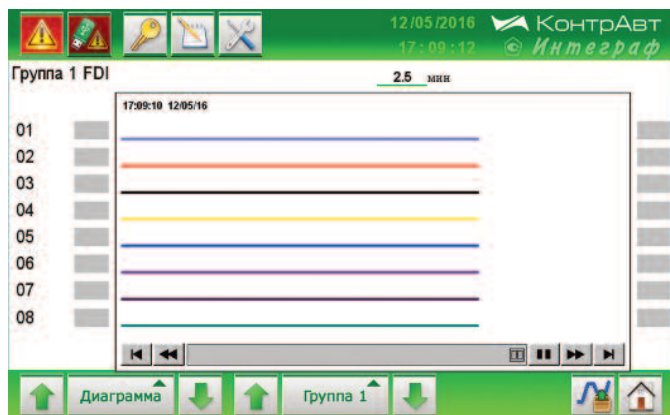 12/05/2016 КонтрАвт
17:09:12 Интеграф
Группа 1 FDI 2.5 мин
17:09:10 12/05/16
01
02
03
04
05
06
07
08
Диаграмма Группа 1